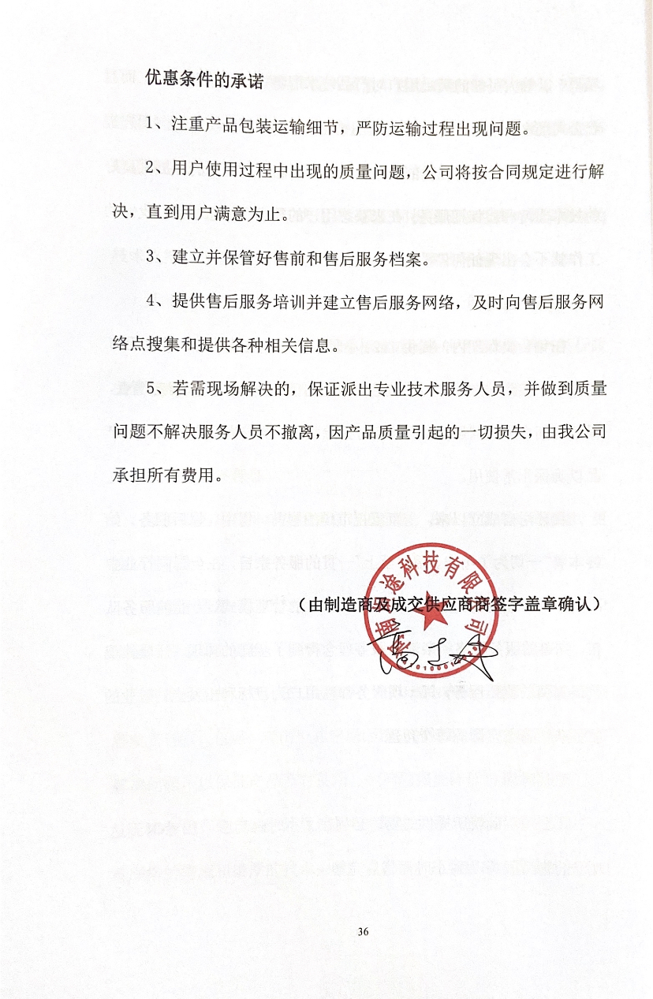 优惠条件的承诺
1、注重产品包装运输细节，严防运输过程出现问题。
2、用户使用过程中出现的质量问题，公司将按合同规定进行解
决，直到用户满意为止。
3、建立并保管好售前和售后服务档案。
4、提供售后服务培训并建立售后服务网络，及时向售后服务网
络点搜集和提供各种相关信息。
5、若需现场解决的，保证派出专业技术服务人员，并做到质量
问题不解决服务人员不撤离，因产品质量引起的一切损失，由我公司
承担所有费用。
途科技有限公司
（由制造商及成交供应商商签字盖章确认）
36